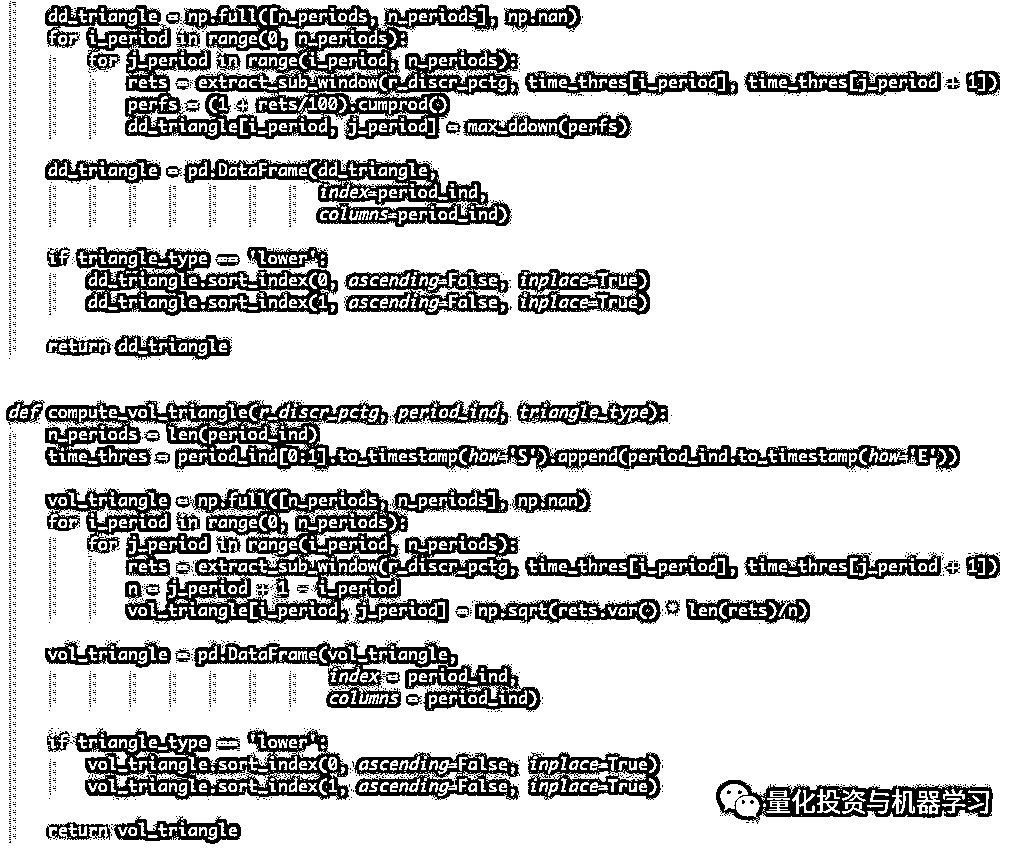 dd_triangle = np.full([n_periods, n_periods], np.nan)
for i_period in range(0, n_periods):
for j_period in range(i_period, n_periods):
rets = extract_sub_window(r_discr_pctg, time_thres[i_period], time_thres[j_period + 1])
perfs = (1 + rets/100).cumprod()
dd_triangle[i_period, j_period] = max_ddown(perfs)
dd_triangle = pd.DataFrame(dd_triangle,
index=period_ind,
columns=period_ind)
if triangle_type == 'lower':
dd_triangle.sort_index(0, ascending=False, inplace=True)
dd_triangle.sort_index(1, ascending=False, inplace=True)
return dd_triangle
def compute_vol_triangle(r_discr_pctg, period_ind, triangle_type):
n_periods = len(period_ind)
time_thres = period_ind[0:1].to_timestamp(how='S').append(period_ind.to_timestamp(how='E'))
vol_triangle = np.full([n_periods, n_periods], np.nan)
for i_period in range(0, n_periods):
for j_period in range(i_period, n_periods):
rets = extract_sub_window(r_discr_pctg, time_thres[i_period], time_thres[j_period + 1])
n = j_period + 1 - i_period
vol_triangle[i_period, j_period] = np.sqrt(rets.var() * len(rets)/n)
vol_triangle = pd.DataFrame(vol_triangle,
index = period_ind,
columns = period_ind)
if triangle_type == 'lower':
vol_triangle.sort_index(0, ascending=False, inplace=True)
vol_triangle.sort_index(1, ascending=False, inplace=True)
return vol_triangle
量化投资与机器学习